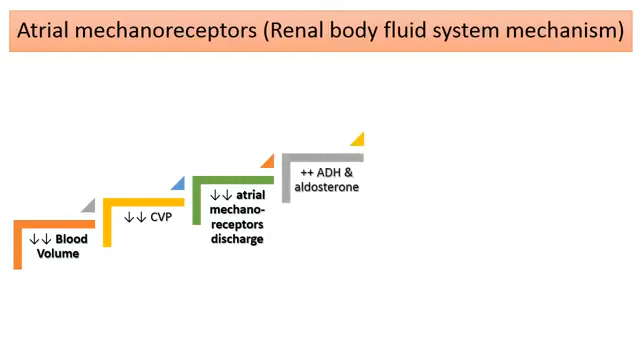 Atrial mechanoreceptors (Renal body fluid system mechanism)
↓↓ Blood
Volume
↓↓ CVP
↓↓ atrial
mechano-
receptors
discharge
++ ADH &
aldosterone